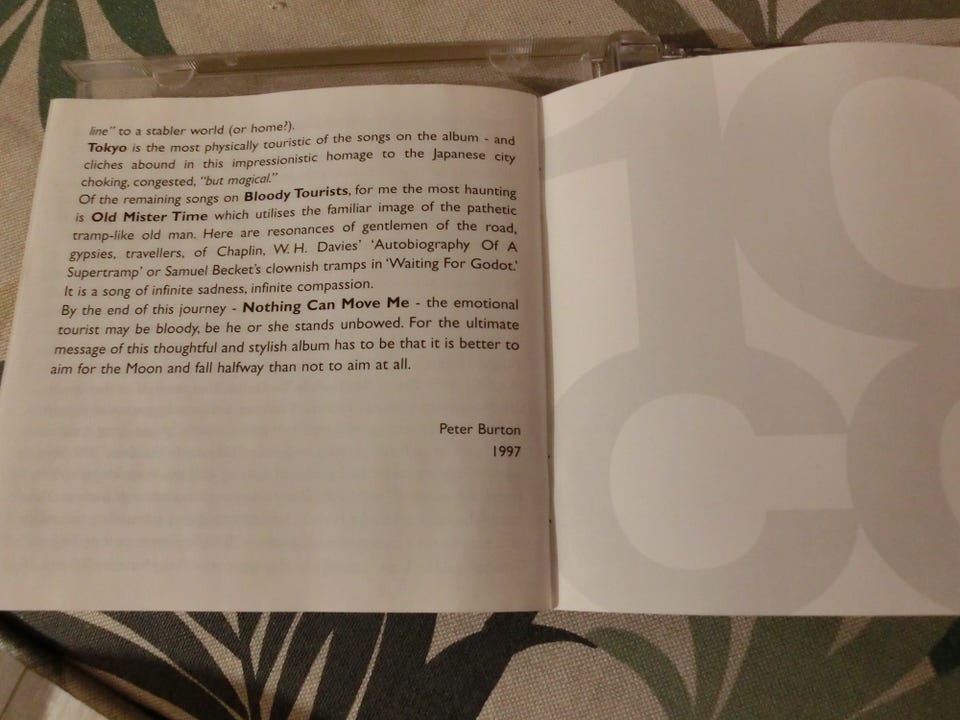 line" to a stabler world (or home?).
Tokyo is the most physically touristic of the songs on the album - and
cliches abound in this impressionistic homage to the Japanese city
choking, congested, "but magical."
Of the remaining songs on Bloody Tourists, for me the most haunting
is Old Mister Time which utilises the familiar image of the pathetic
tramp-like old man. Here are resonances of gentlemen of the road,
gypsies, travellers, of Chaplin, W. H. Davies' 'Autobiography Of A
Supertramp' or Samuel Becket's clownish tramps in 'Waiting For Godot.'
It is a song of infinite sadness, infinite compassion.
By the end of this journey - Nothing Can Move Me - the emotional
tourist may be bloody, be he or she stands unbowed. For the ultimate
message of this thoughtful and stylish album has to be that it is better to
aim for the Moon and fall halfway than not to aim at all.
Peter Burton
1997
10
CC